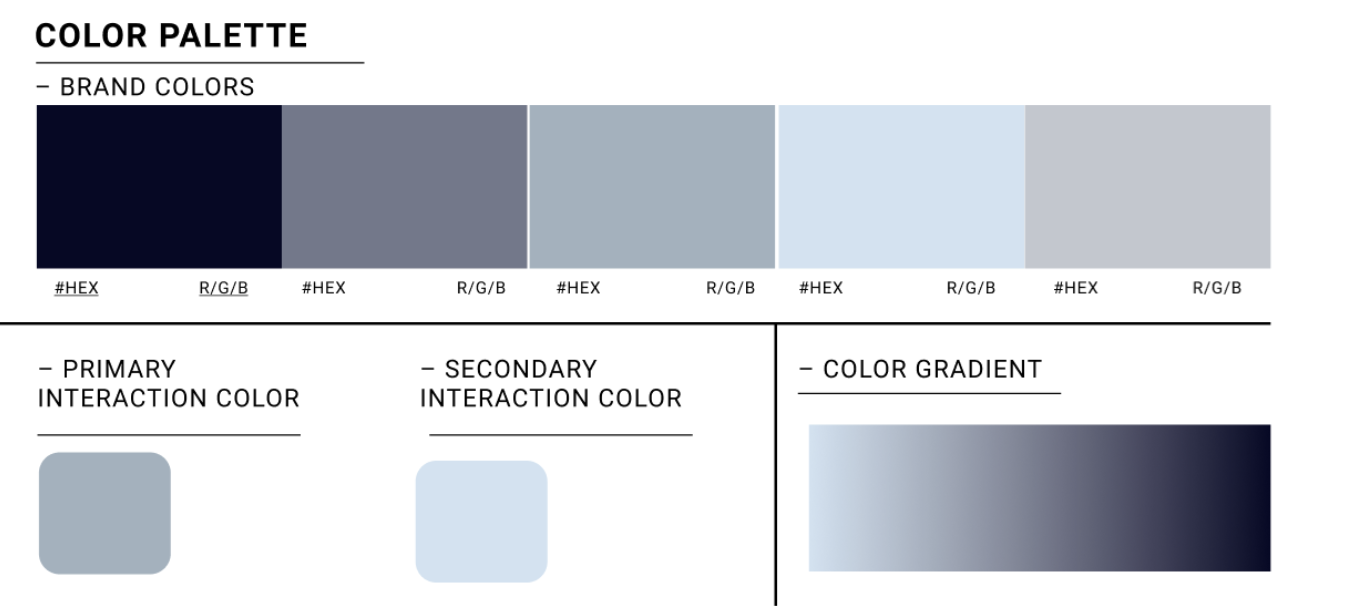 COLOR PALETTE
– BRAND COLORS
#HEX R/G/B #HEX R/G/B #HEX R/G/B #HEX R/G/B #HEX R/G/B
– PRIMARY
INTERACTION COLOR
– SECONDARY
INTERACTION COLOR
– COLOR GRADIENT